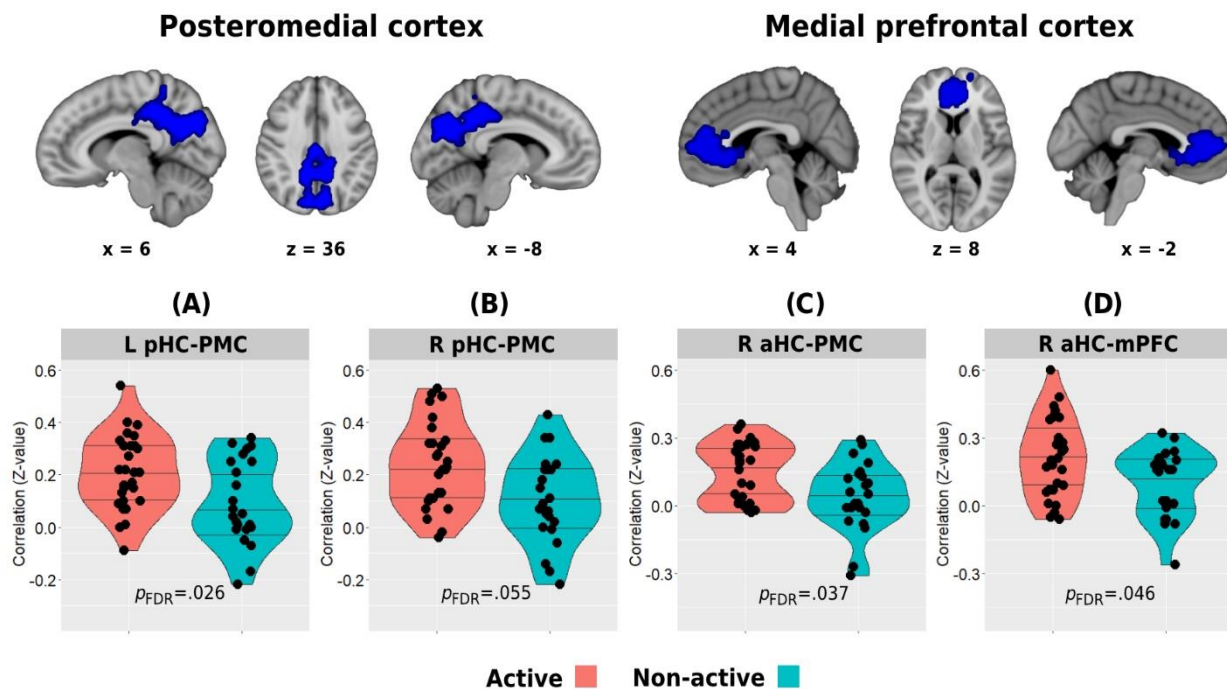 Posteromedial cortex
Medial prefrontal cortex
x = 6
z = 36
x = -8
x = 4
z = 8
x = -2
(A)
(B)
(C)
(D)
L pHC-PMC
R pHC-PMC
R aHC-PMC
R aHC-mPFC
Correlation (Z-value)
0.6
0.4
0.2
0.0
-0.2
pFDR=.026
Correlation (Z-value)
0.6
0.4
0.2
0.0
-0.2
pFDR=.055
Correlation (Z-value)
0.6
0.3
0.0
-0.3
pFDR=.037
Correlation (Z-value)
0.6
0.3
0.0
-0.3
pFDR=.046
Active
Non-active